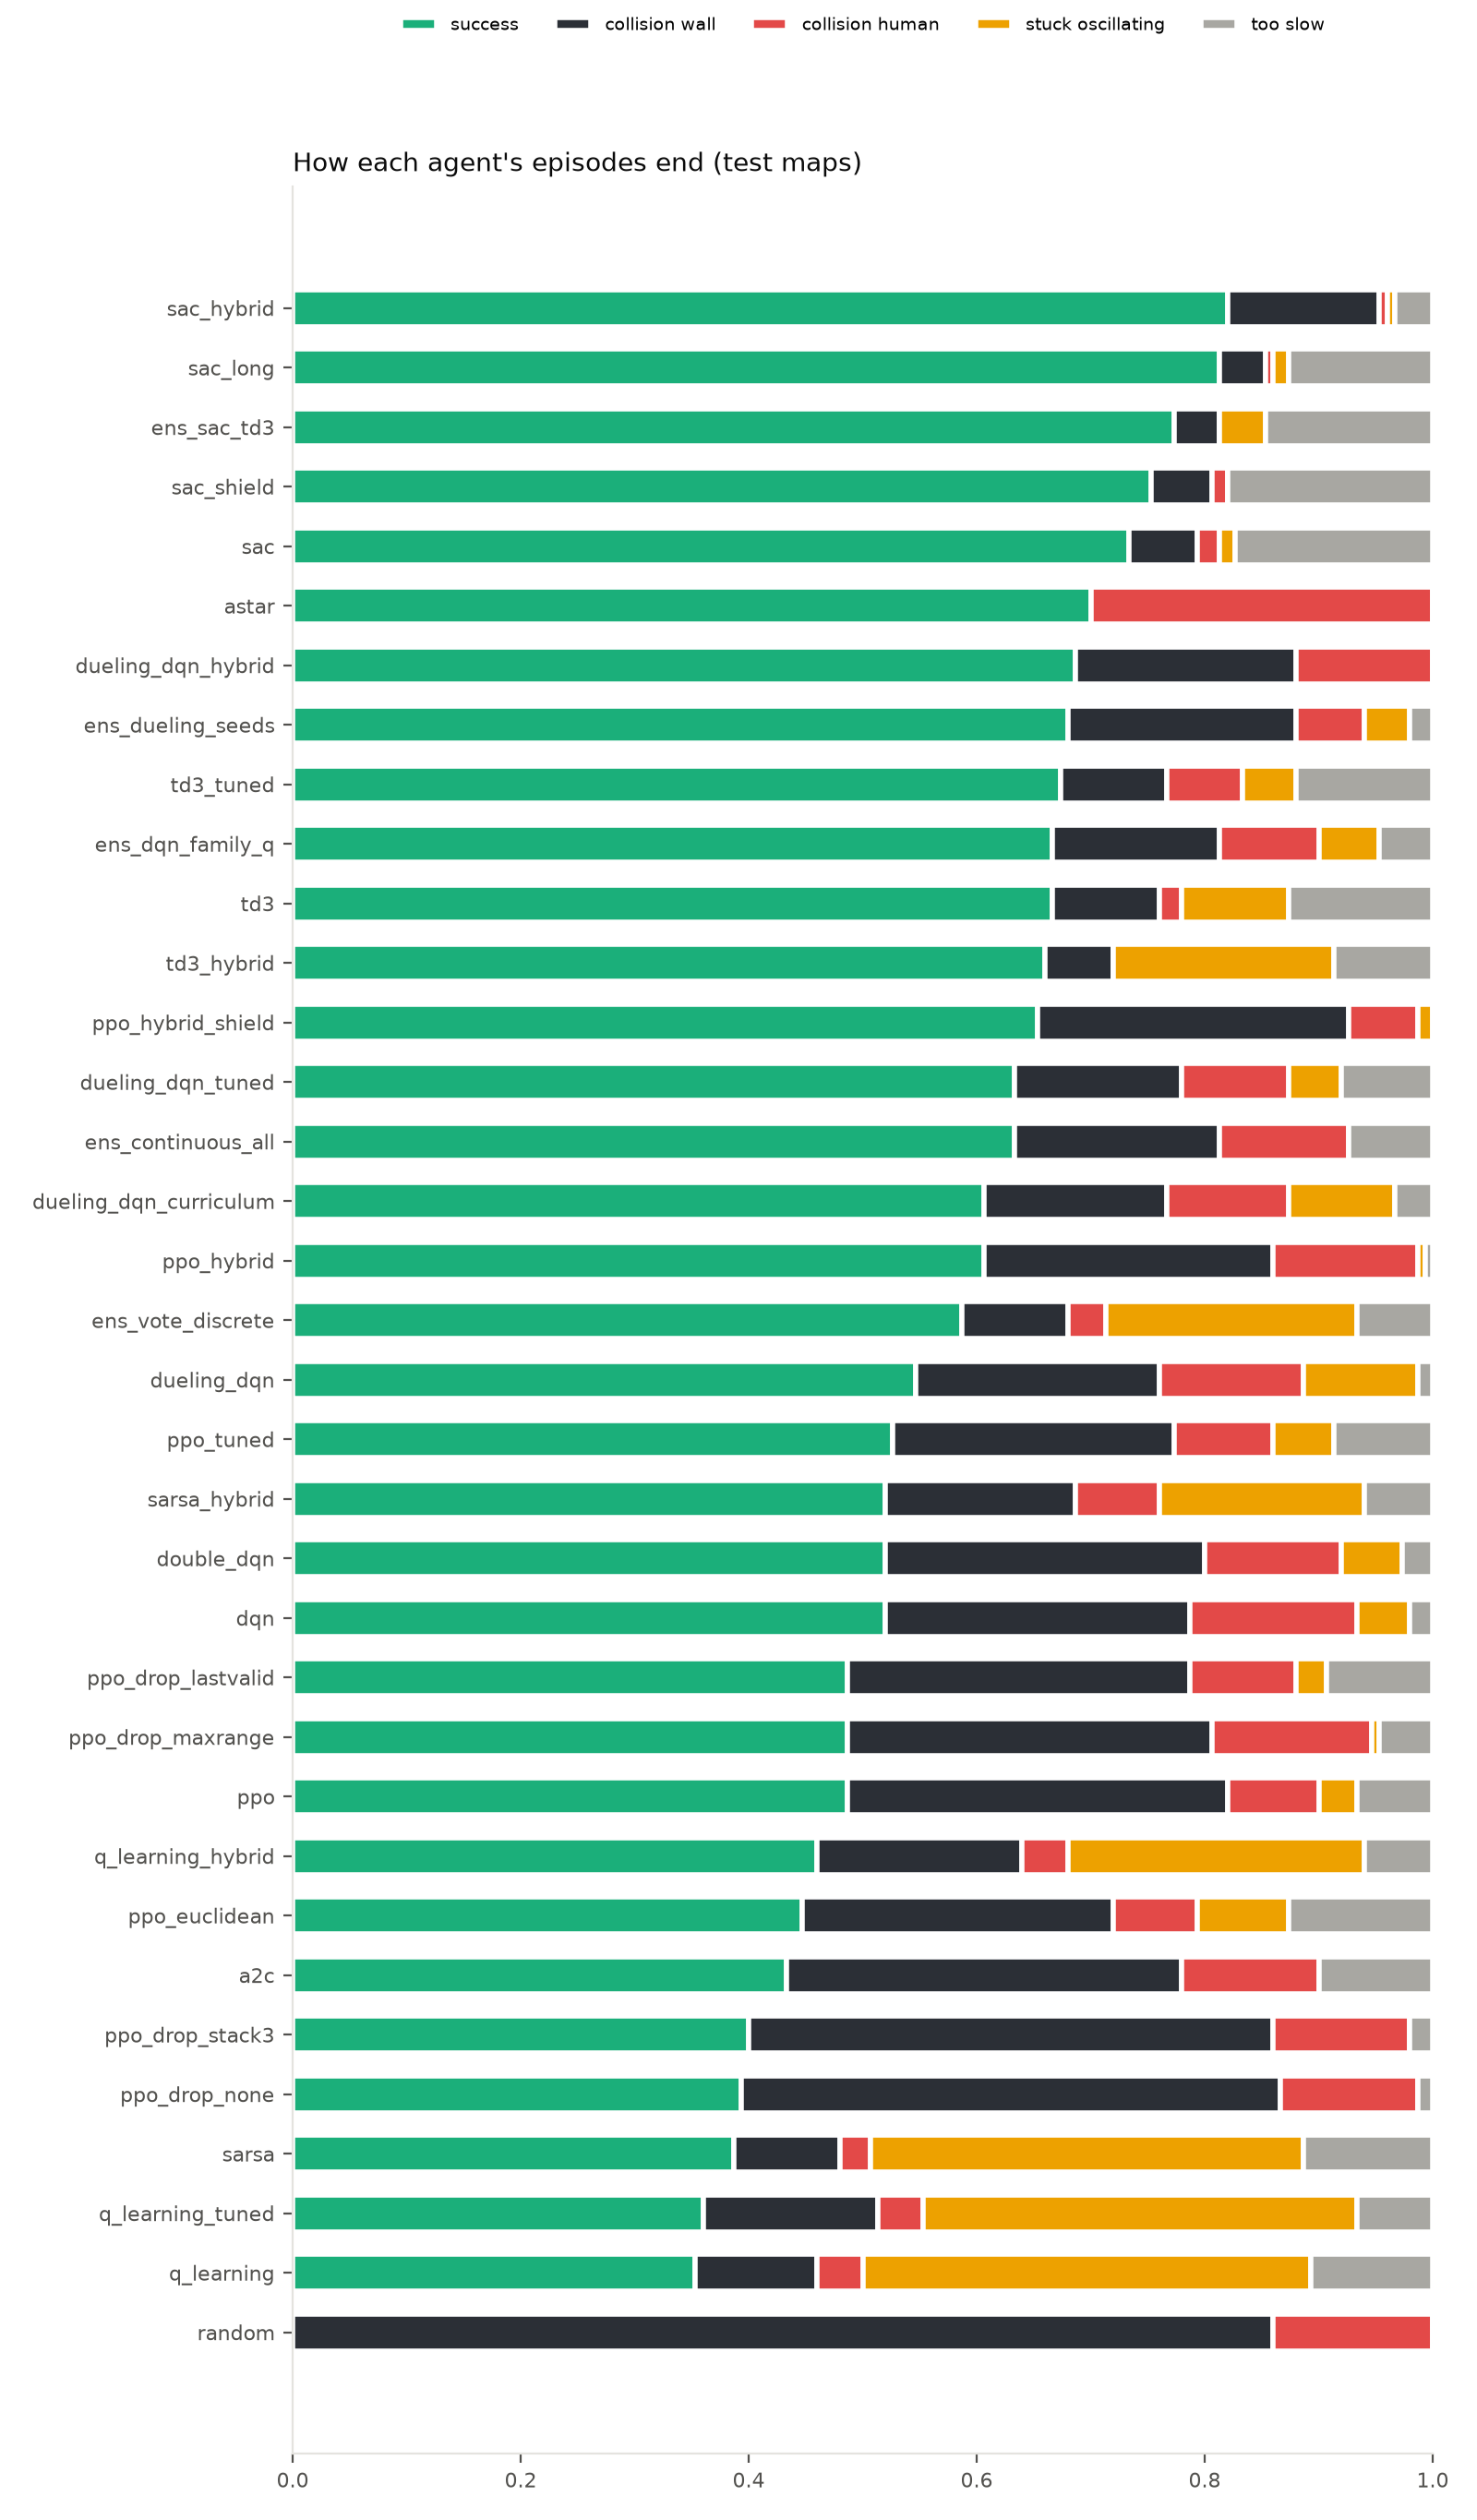 success collision wall collision human stuck oscillating too slow
How each agent's episodes end (test maps)
sac_hybrid
sac_long
ens_sac_td3
sac_shield
sac
astar
dueling_dqn_hybrid
ens_dueling_seeds
td3_tuned
ens_dqn_family_q
td3
td3_hybrid
ppo_hybrid_shield
dueling_dqn_tuned
ens_continuous_all
dueling_dqn_curriculum
ppo_hybrid
ens_vote_discrete
dueling_dqn
ppo_tuned
sarsa_hybrid
double_dqn
dqn
ppo_drop_lastvalid
ppo_drop_maxrange
ppo
q_learning_hybrid
ppo_euclidean
a2c
ppo_drop_stack3
ppo_drop_none
sarsa
q_learning_tuned
q_learning
random
0.0 0.2 0.4 0.6 0.8 1.0